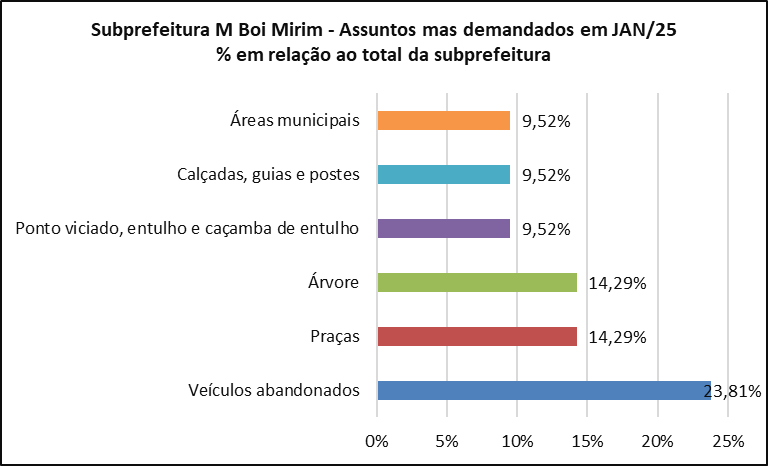 Subprefeitura M Boi Mirim - Assuntos mas demandados em JAN/25
% em relação ao total da subprefeitura
Áreas municipais 9,52%
Calçadas, guias e postes 9,52%
Ponto viciado, entulho e caçamba de entulho 9,52%
Árvore 14,29%
Praças 14,29%
Veículos abandonados 23,81%
0% 5% 10% 15% 20% 25%